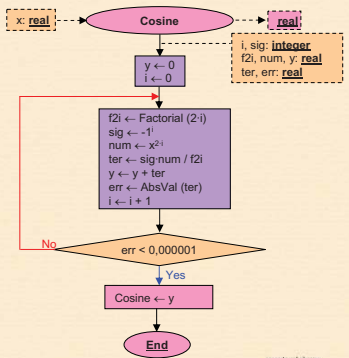 x: real
Cosine
real
i, sig: integer
f2i, num, y: real
ter, err: real
y ← 0
i ← 0
f2i ← Factorial (2·i)
sig ← -1ⁱ
num ← x²·ⁱ
ter ← sig·num / f2i
y ← y + ter
err ← AbsVal (ter)
i ← i + 1
No
err < 0,000001
Yes
Cosine ← y
End